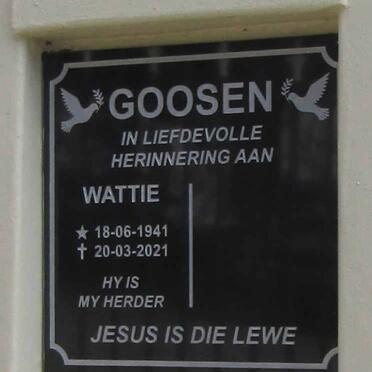 GOOSEN
IN LIEFDEVOLLE
HERINNERING AAN
WATTIE
★ 18-06-1941
✝ 20-03-2021
HY IS
MY HERDER
JESUS IS DIE LEWE